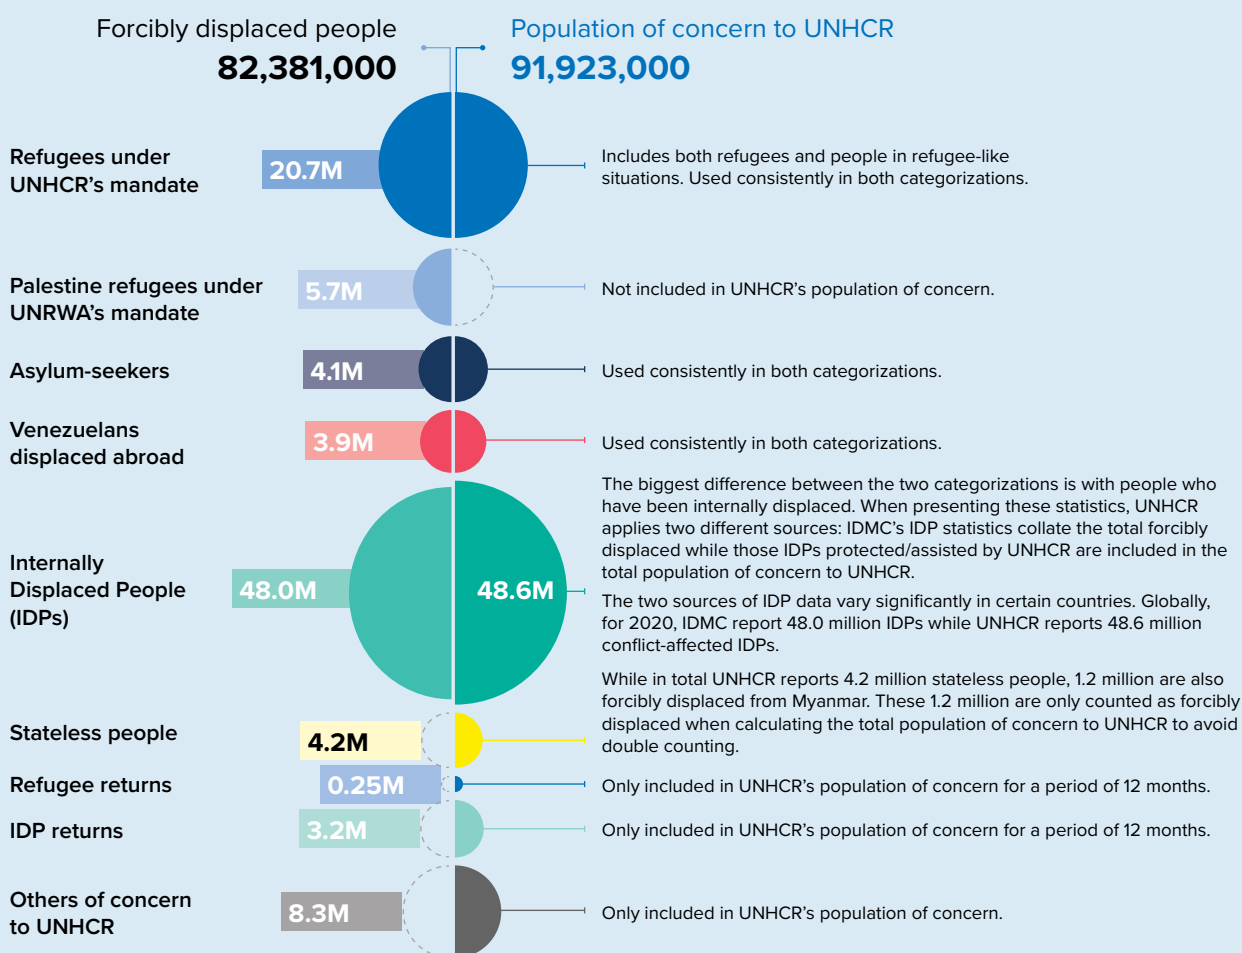 Forcibly displaced people
82,381,000
Population of concern to UNHCR
91,923,000
Refugees under
UNHCR's mandate
20.7M
Includes both refugees and people in refugee-like
situations. Used consistently in both categorizations.
Palestine refugees under
UNRWA's mandate
5.7M
Not included in UNHCR's population of concern.
Asylum-seekers
4.1M
Used consistently in both categorizations.
Venezuelans
displaced abroad
3.9M
Used consistently in both categorizations.
Internally
Displaced People
(IDPs)
48.0M
48.6M
The biggest difference between the two categorizations is with people who
have been internally displaced. When presenting these statistics, UNHCR
applies two different sources: IDMC's IDP statistics collate the total forcibly
displaced while those IDPs protected/assisted by UNHCR are included in the
total population of concern to UNHCR.
The two sources of IDP data vary significantly in certain countries. Globally,
for 2020, IDMC report 48.0 million IDPs while UNHCR reports 48.6 million
conflict-affected IDPs.
Stateless people
4.2M
While in total UNHCR reports 4.2 million stateless people, 1.2 million are also
forcibly displaced from Myanmar. These 1.2 million are only counted as forcibly
displaced when calculating the total population of concern to UNHCR to avoid
double counting.
Refugee returns
0.25M
Only included in UNHCR's population of concern for a period of 12 months.
IDP returns
3.2M
Only included in UNHCR's population of concern for a period of 12 months.
Others of concern
to UNHCR
8.3M
Only included in UNHCR's population of concern.